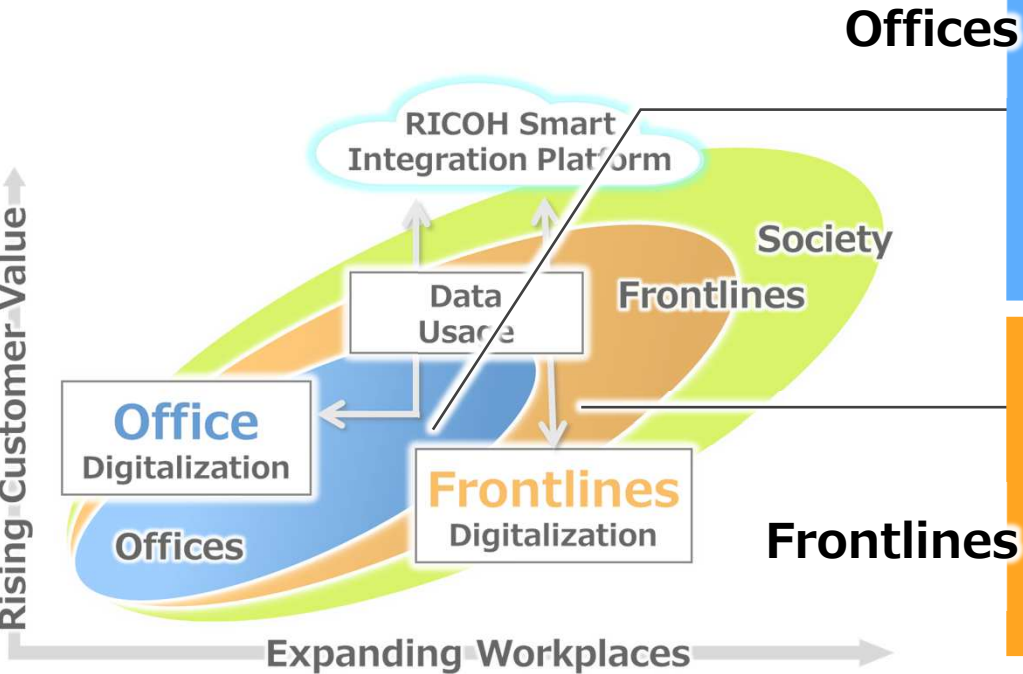 Offices
RICOH Smart
Integration Platform
Society
Frontlines
Data
Usage
Office
Digitalization
Frontlines
Digitalization
Offices
Frontlines
Rising Customer Value
Expanding Workplaces